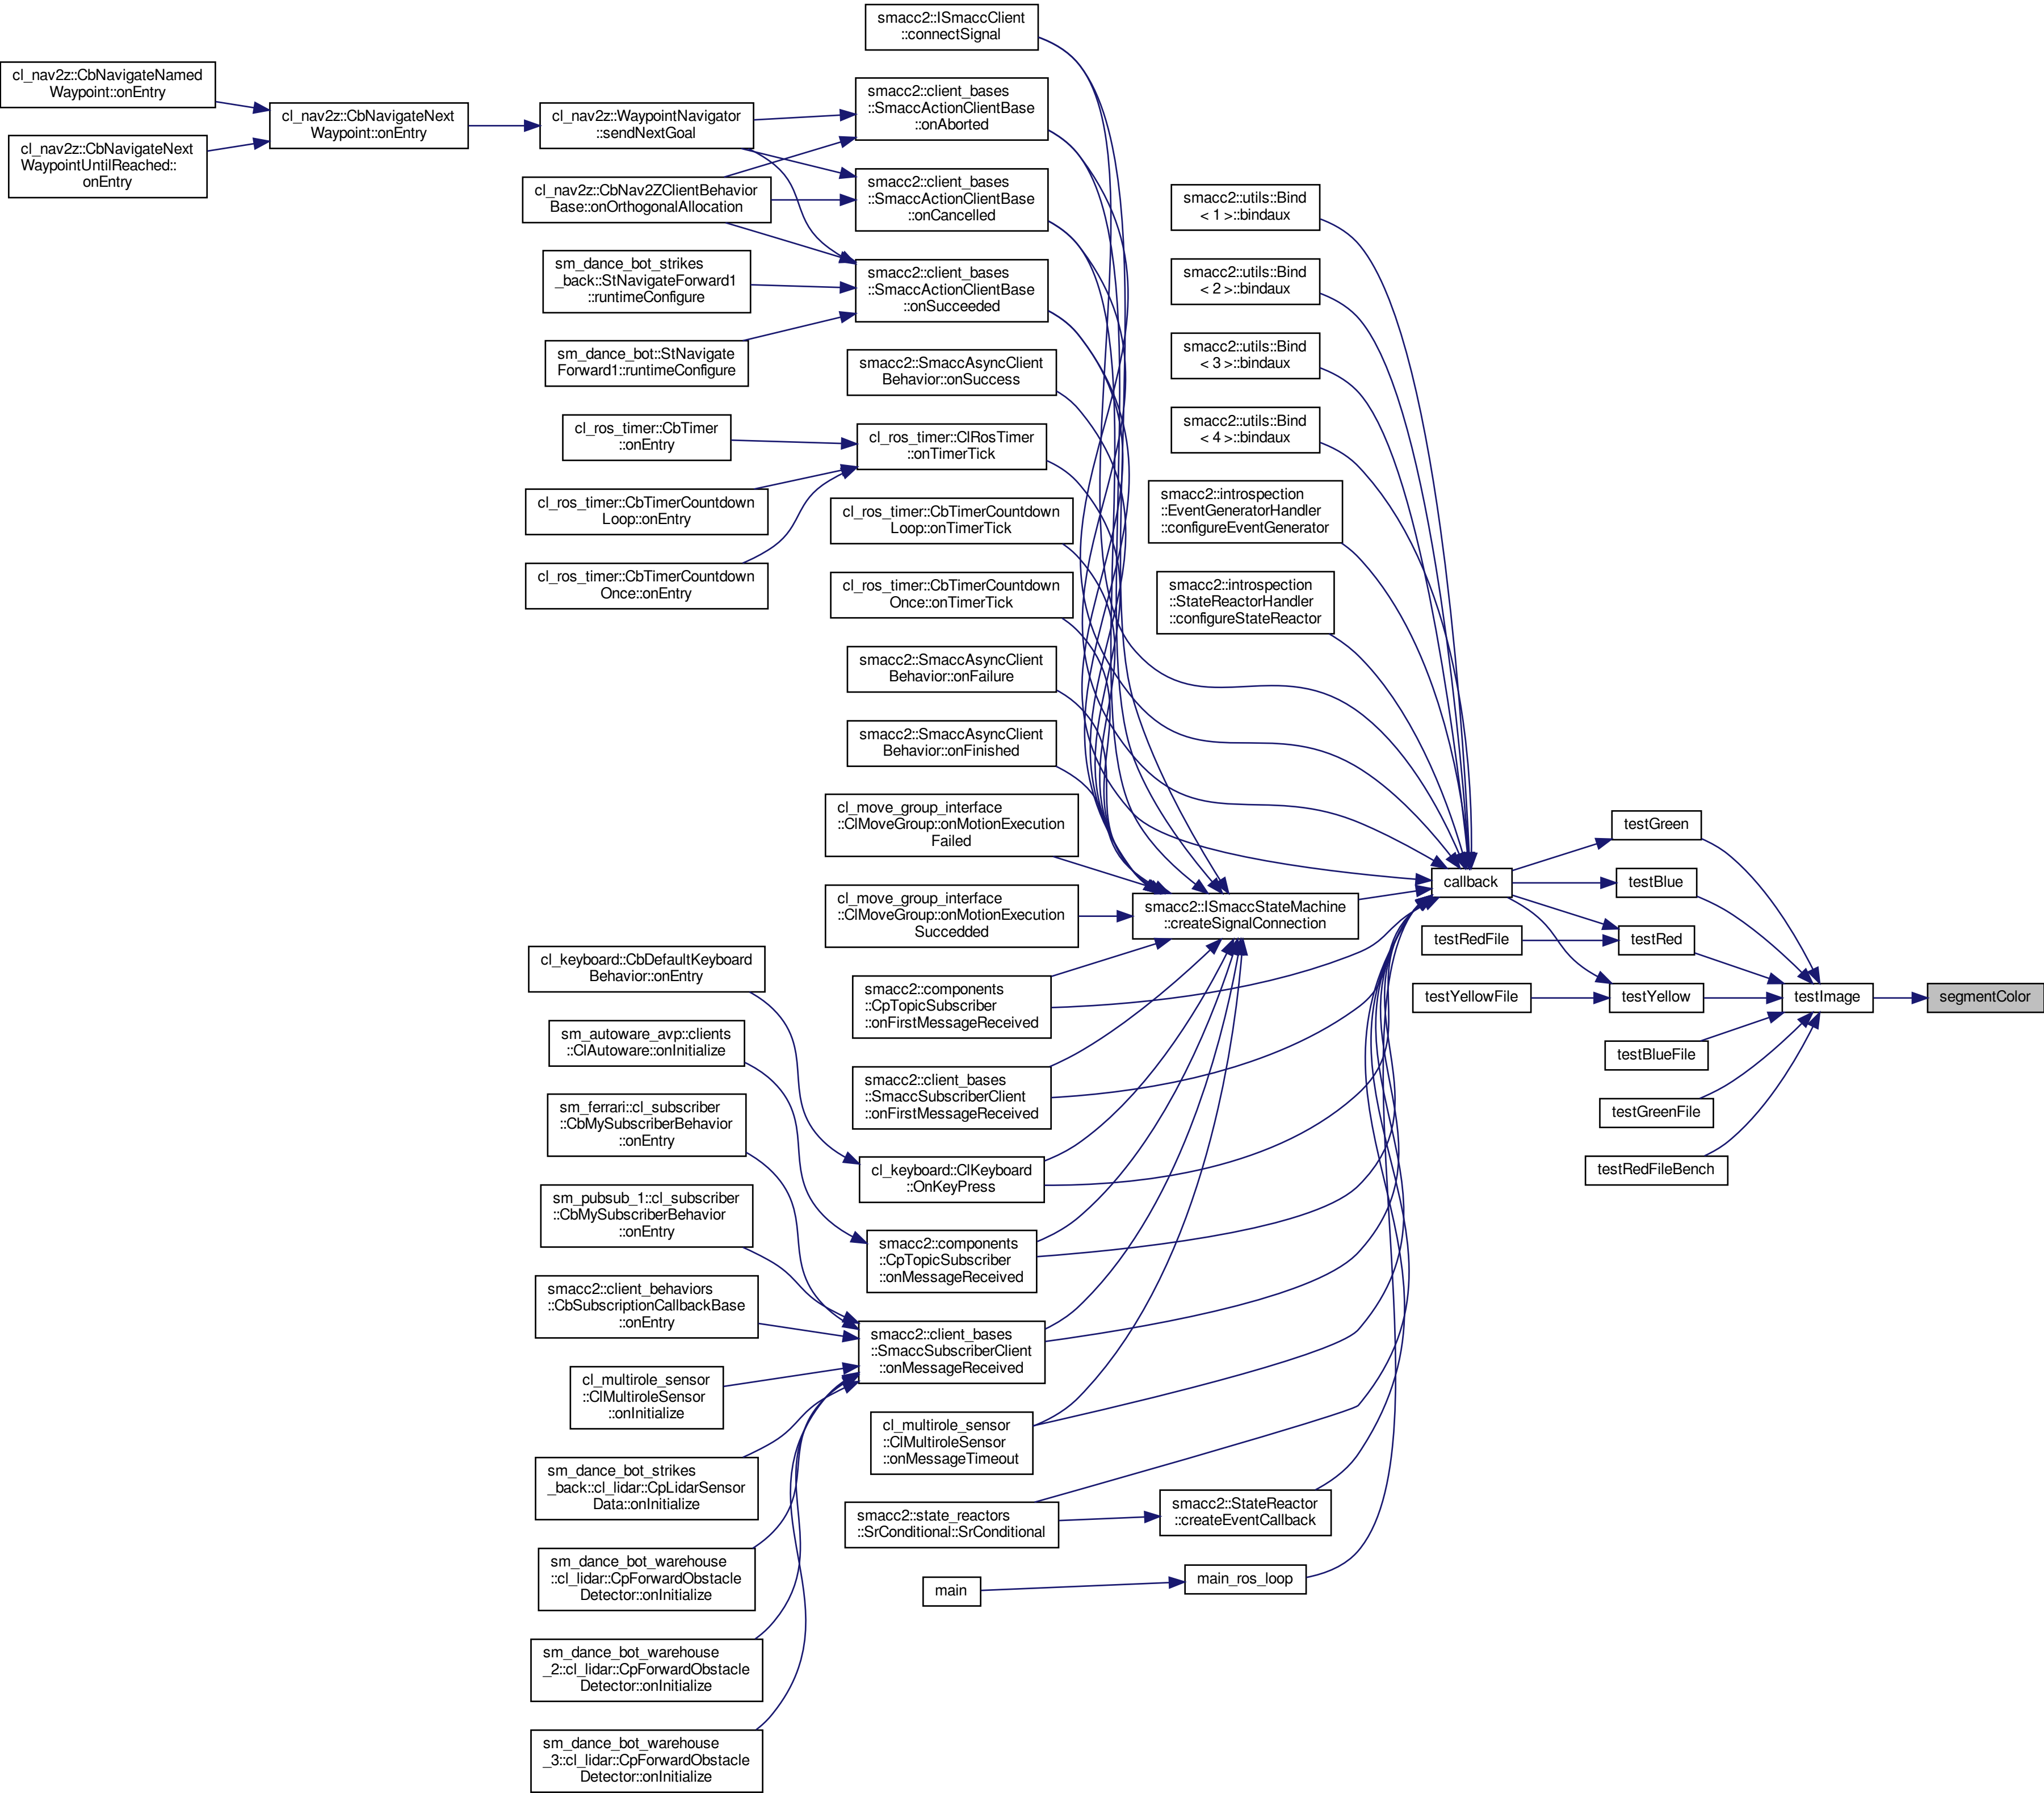 smacc2::ISmaccClient
::connectSignal
cl_nav2z::CbNavigateNamed
Waypoint::onEntry
cl_nav2z::CbNavigateNext
WaypointUntilReached::
onEntry
cl_nav2z::CbNavigateNext
Waypoint::onEntry
cl_nav2z::WaypointNavigator
::sendNextGoal
cl_nav2z::CbNav2ZClientBehavior
Base::onOrthogonalAllocation
sm_dance_bot_strikes
_back::StNavigateForward1
::runtimeConfigure
sm_dance_bot::StNavigate
Forward1::runtimeConfigure
cl_ros_timer::CbTimer
::onEntry
cl_ros_timer::CbTimerCountdown
Loop::onEntry
cl_ros_timer::CbTimerCountdown
Once::onEntry
cl_keyboard::CbDefaultKeyboard
Behavior::onEntry
sm_autoware_avp::clients
::ClAutoware::onInitialize
sm_ferrari::cl_subscriber
::CbMySubscriberBehavior
::onEntry
sm_pubsub_1::cl_subscriber
::CbMySubscriberBehavior
::onEntry
smacc2::client_behaviors
::CbSubscriptionCallbackBase
::onEntry
cl_multirole_sensor
::ClMultiroleSensor
::onInitialize
sm_dance_bot_strikes
_back::cl_lidar::CpLidarSensor
Data::onInitialize
sm_dance_bot_warehouse
::cl_lidar::CpForwardObstacle
Detector::onInitialize
sm_dance_bot_warehouse
_2::cl_lidar::CpForwardObstacle
Detector::onInitialize
sm_dance_bot_warehouse
_3::cl_lidar::CpForwardObstacle
Detector::onInitialize
smacc2::client_bases
::SmaccActionClientBase
::onAborted
smacc2::client_bases
::SmaccActionClientBase
::onCancelled
smacc2::client_bases
::SmaccActionClientBase
::onSucceeded
smacc2::SmaccAsyncClient
Behavior::onSuccess
cl_ros_timer::ClRosTimer
::onTimerTick
cl_ros_timer::CbTimerCountdown
Loop::onTimerTick
cl_ros_timer::CbTimerCountdown
Once::onTimerTick
smacc2::SmaccAsyncClient
Behavior::onFailure
smacc2::SmaccAsyncClient
Behavior::onFinished
cl_move_group_interface
::ClMoveGroup::onMotionExecution
Failed
cl_move_group_interface
::ClMoveGroup::onMotionExecution
Succedded
smacc2::components
::CpTopicSubscriber
::onFirstMessageReceived
smacc2::client_bases
::SmaccSubscriberClient
::onFirstMessageReceived
cl_keyboard::ClKeyboard
::OnKeyPress
smacc2::components
::CpTopicSubscriber
::onMessageReceived
smacc2::client_bases
::SmaccSubscriberClient
::onMessageReceived
cl_multirole_sensor
::ClMultiroleSensor
::onMessageTimeout
smacc2::state_reactors
::SrConditional::SrConditional
main
smacc2::utils::Bind
< 1 >::bindaux
smacc2::utils::Bind
< 2 >::bindaux
smacc2::utils::Bind
< 3 >::bindaux
smacc2::utils::Bind
< 4 >::bindaux
smacc2::introspection
::EventGeneratorHandler
::configureEventGenerator
smacc2::introspection
::StateReactorHandler
::configureStateReactor
smacc2::ISmaccStateMachine
::createSignalConnection
smacc2::StateReactor
::createEventCallback
main_ros_loop
callback
testRedFile
testYellowFile
testGreen
testBlue
testRed
testYellow
testBlueFile
testGreenFile
testRedFileBench
testImage
segmentColor